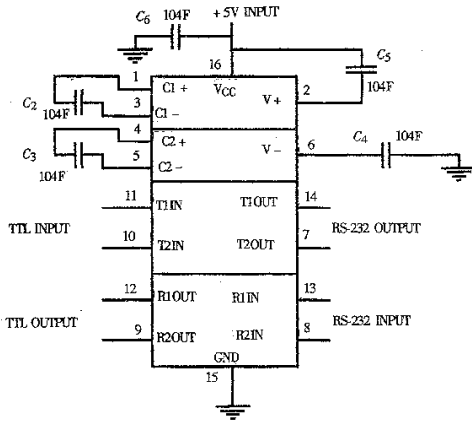 C6 104F +5V INPUT
16
C5
104F
1 C1+ VCC V+ 2
C2 104F 3 C1−
4 C2+ V− 6 C4 104F
C3 104F 5 C2−
11 T1IN T1OUT 14
TTL INPUT RS-232 OUTPUT
10 T2IN T2OUT 7
12 R1OUT R1IN 13
TTL OUTPUT RS-232 INPUT
9 R2OUT R2IN 8
GND
15